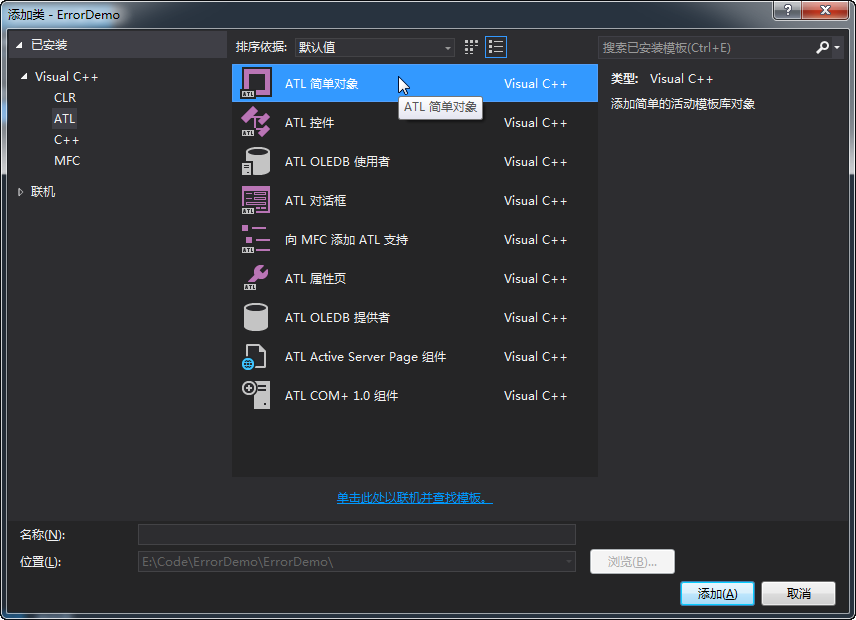 添加类 - ErrorDemo
已安装
Visual C++
CLR
ATL
C++
MFC
联机
排序依据: 默认值
ATL 简单对象 Visual C++
ATL 简单对象
ATL 控件 Visual C++
ATL OLEDB 使用者 Visual C++
ATL 对话框 Visual C++
向 MFC 添加 ATL 支持 Visual C++
ATL 属性页 Visual C++
ATL OLEDB 提供者 Visual C++
ATL Active Server Page 组件 Visual C++
ATL COM+ 1.0 组件 Visual C++
单击此处以联机并查找模板。
搜索已安装模板(Ctrl+E)
类型: Visual C++
添加简单的活动模板库对象
名称(N):
位置(L): E:\Code\ErrorDemo\ErrorDemo\
浏览(B)...
添加(A) 取消